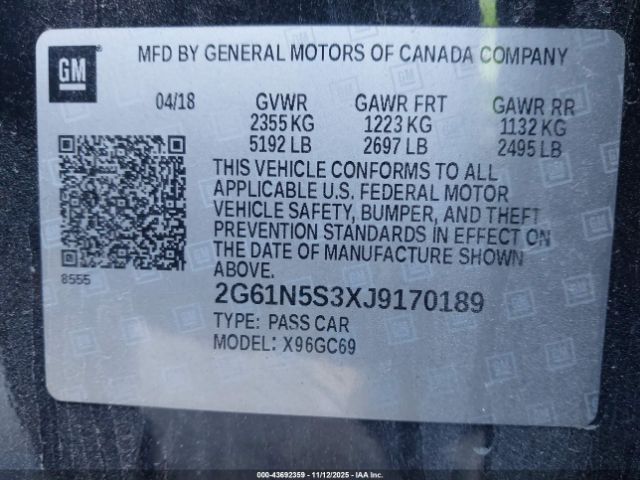 GM
MFD BY GENERAL MOTORS OF CANADA COMPANY
04/18 GVWR GAWR FRT GAWR RR
2355 KG 1223 KG 1132 KG
5192 LB 2697 LB 2495 LB
THIS VEHICLE CONFORMS TO ALL
APPLICABLE U.S. FEDERAL MOTOR
VEHICLE SAFETY, BUMPER, AND THEFT
PREVENTION STANDARDS IN EFFECT ON
THE DATE OF MANUFACTURE SHOWN
ABOVE.
8555
2G61N5S3XJ9170189
TYPE: PASS CAR
MODEL: X96GC69
000-43692359 - 11/12/2025 - IAA Inc.